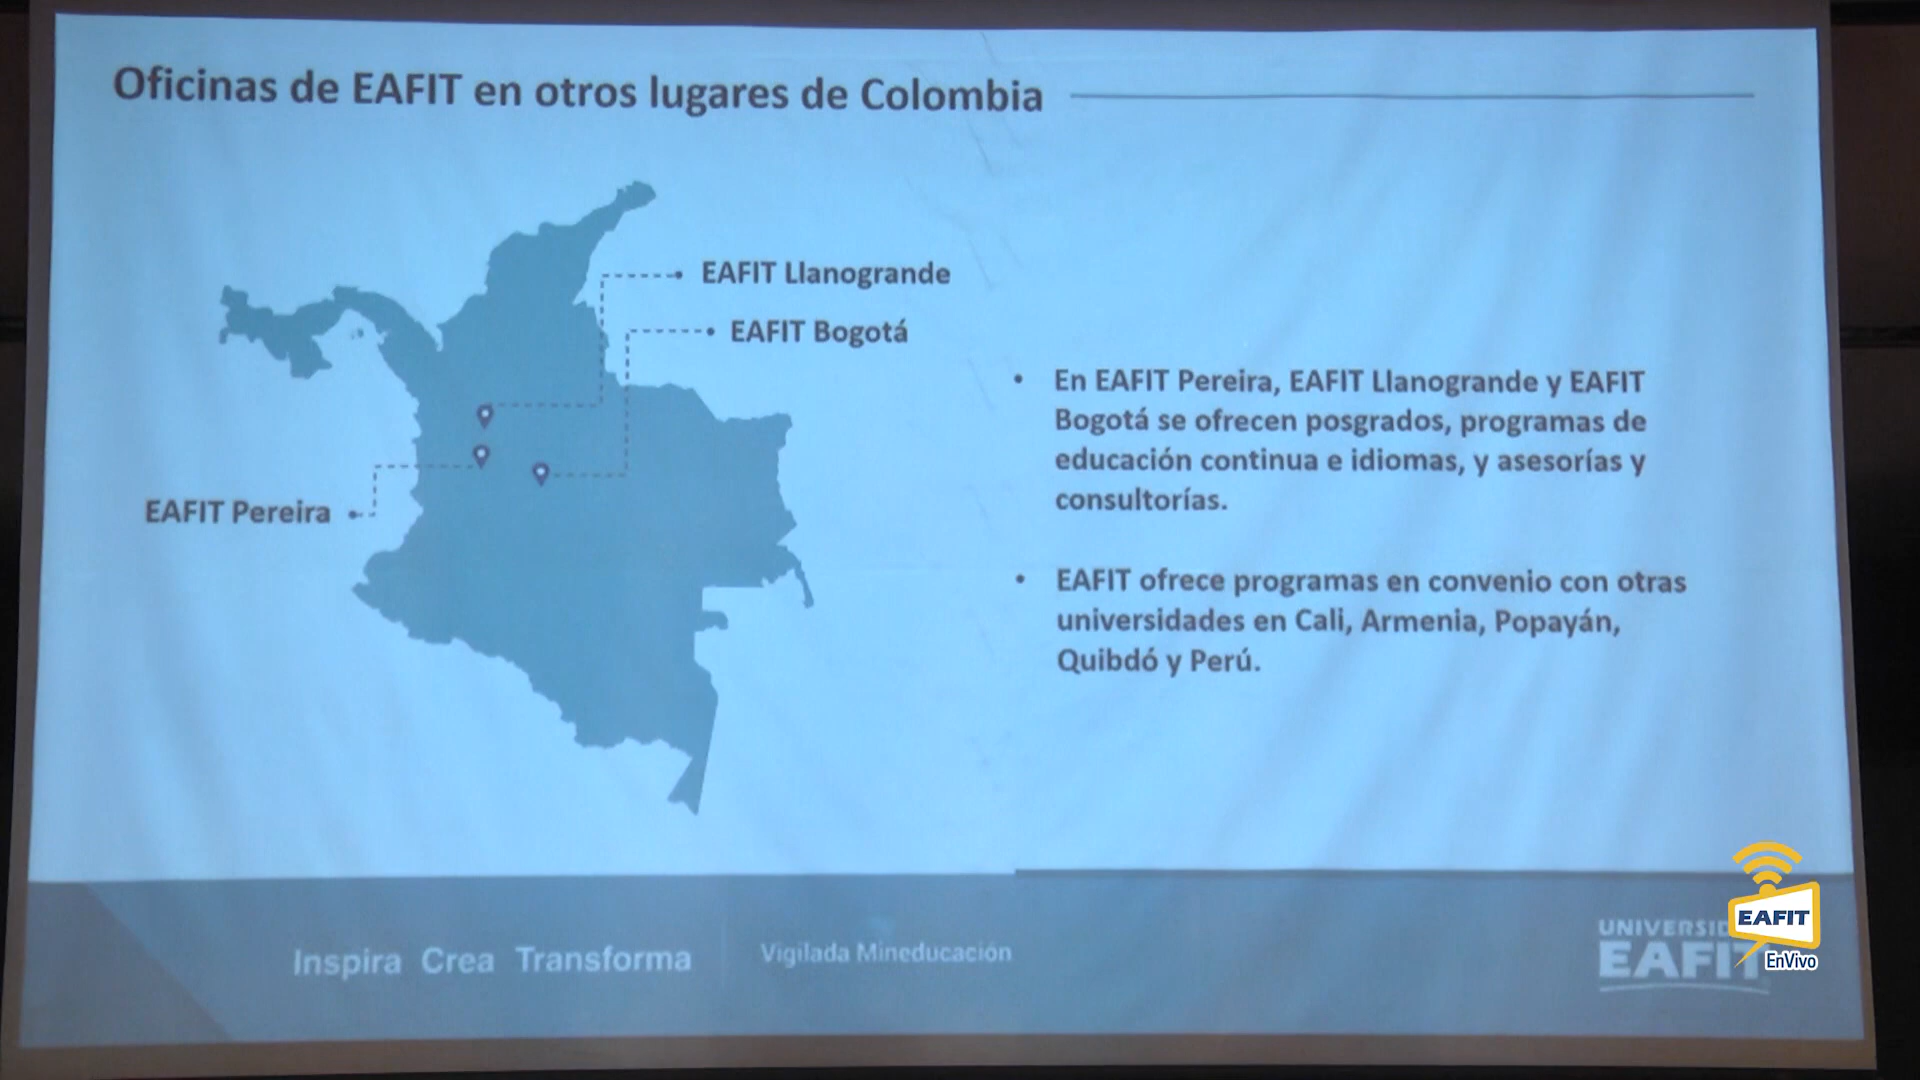 Oficinas de EAFIT en otros lugares de Colombia
EAFIT Llanogrande
EAFIT Bogotá
EAFIT Pereira
• En EAFIT Pereira, EAFIT Llanogrande y EAFIT
Bogotá se ofrecen posgrados, programas de
educación continua e idiomas, y asesorías y
consultorías.
• EAFIT ofrece programas en convenio con otras
universidades en Cali, Armenia, Popayán,
Quibdó y Perú.
Inspira Crea Transforma
Vigilada Mineducación
EAFIT
EAFIT
EnVivo